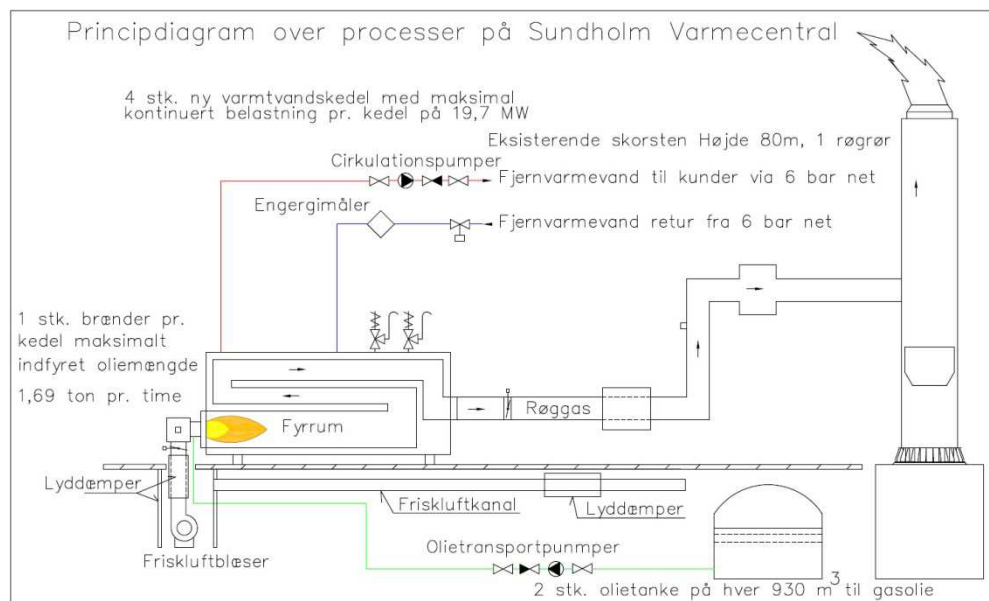 Principdiagram over processer på Sundholm Varmecentral
4 stk. ny varmtvandskedel med maksimal
kontinuert belastning pr. kedel på 19,7 MW
Eksisterende skorsten Højde 80m, 1 røgrør
Cirkulationspumper
Fjernvarmevand til kunder via 6 bar net
Engergimåler
Fjernvarmevand retur fra 6 bar net
1 stk. brænder pr.
kedel maksimalt
indfyret oliemængde
1,69 ton pr. time
Fyrrum
Røggas
Lyddæmper
Friskluftkanal
Lyddæmper
Friskluftblæser
Olietransportpunmper
2 stk. olietanke på hver 930 m³ til gasolie